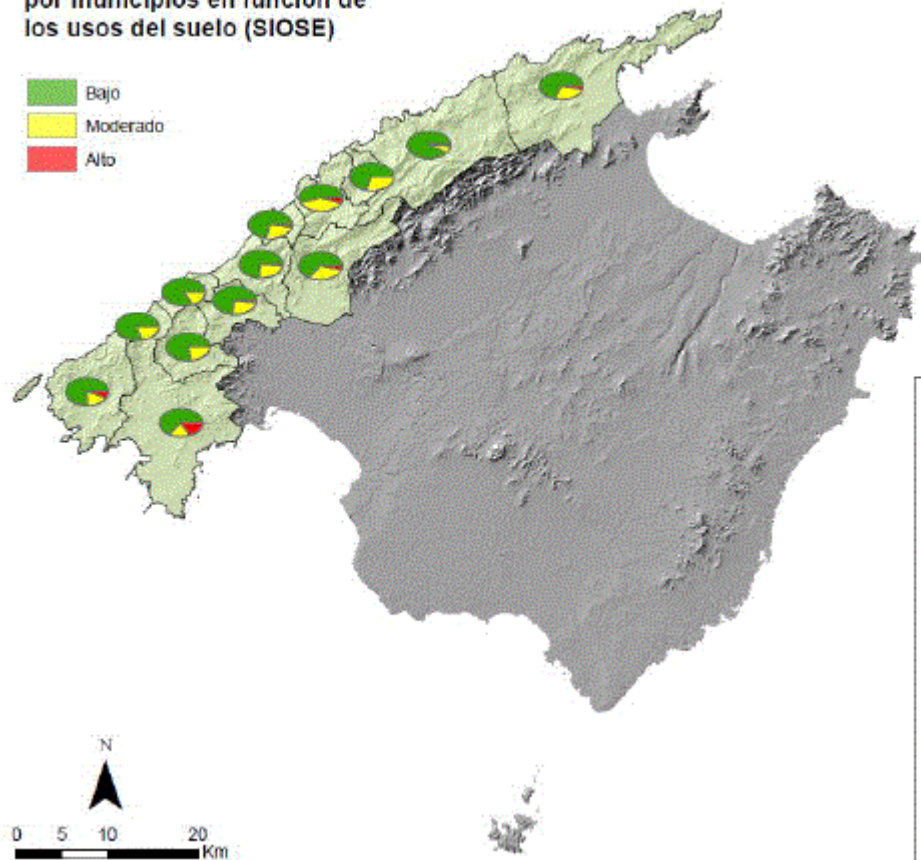 por municipios en función de
los usos del suelo (SIOSE)
Bajo
Moderado
Alto
N
0 5 10 20
Km